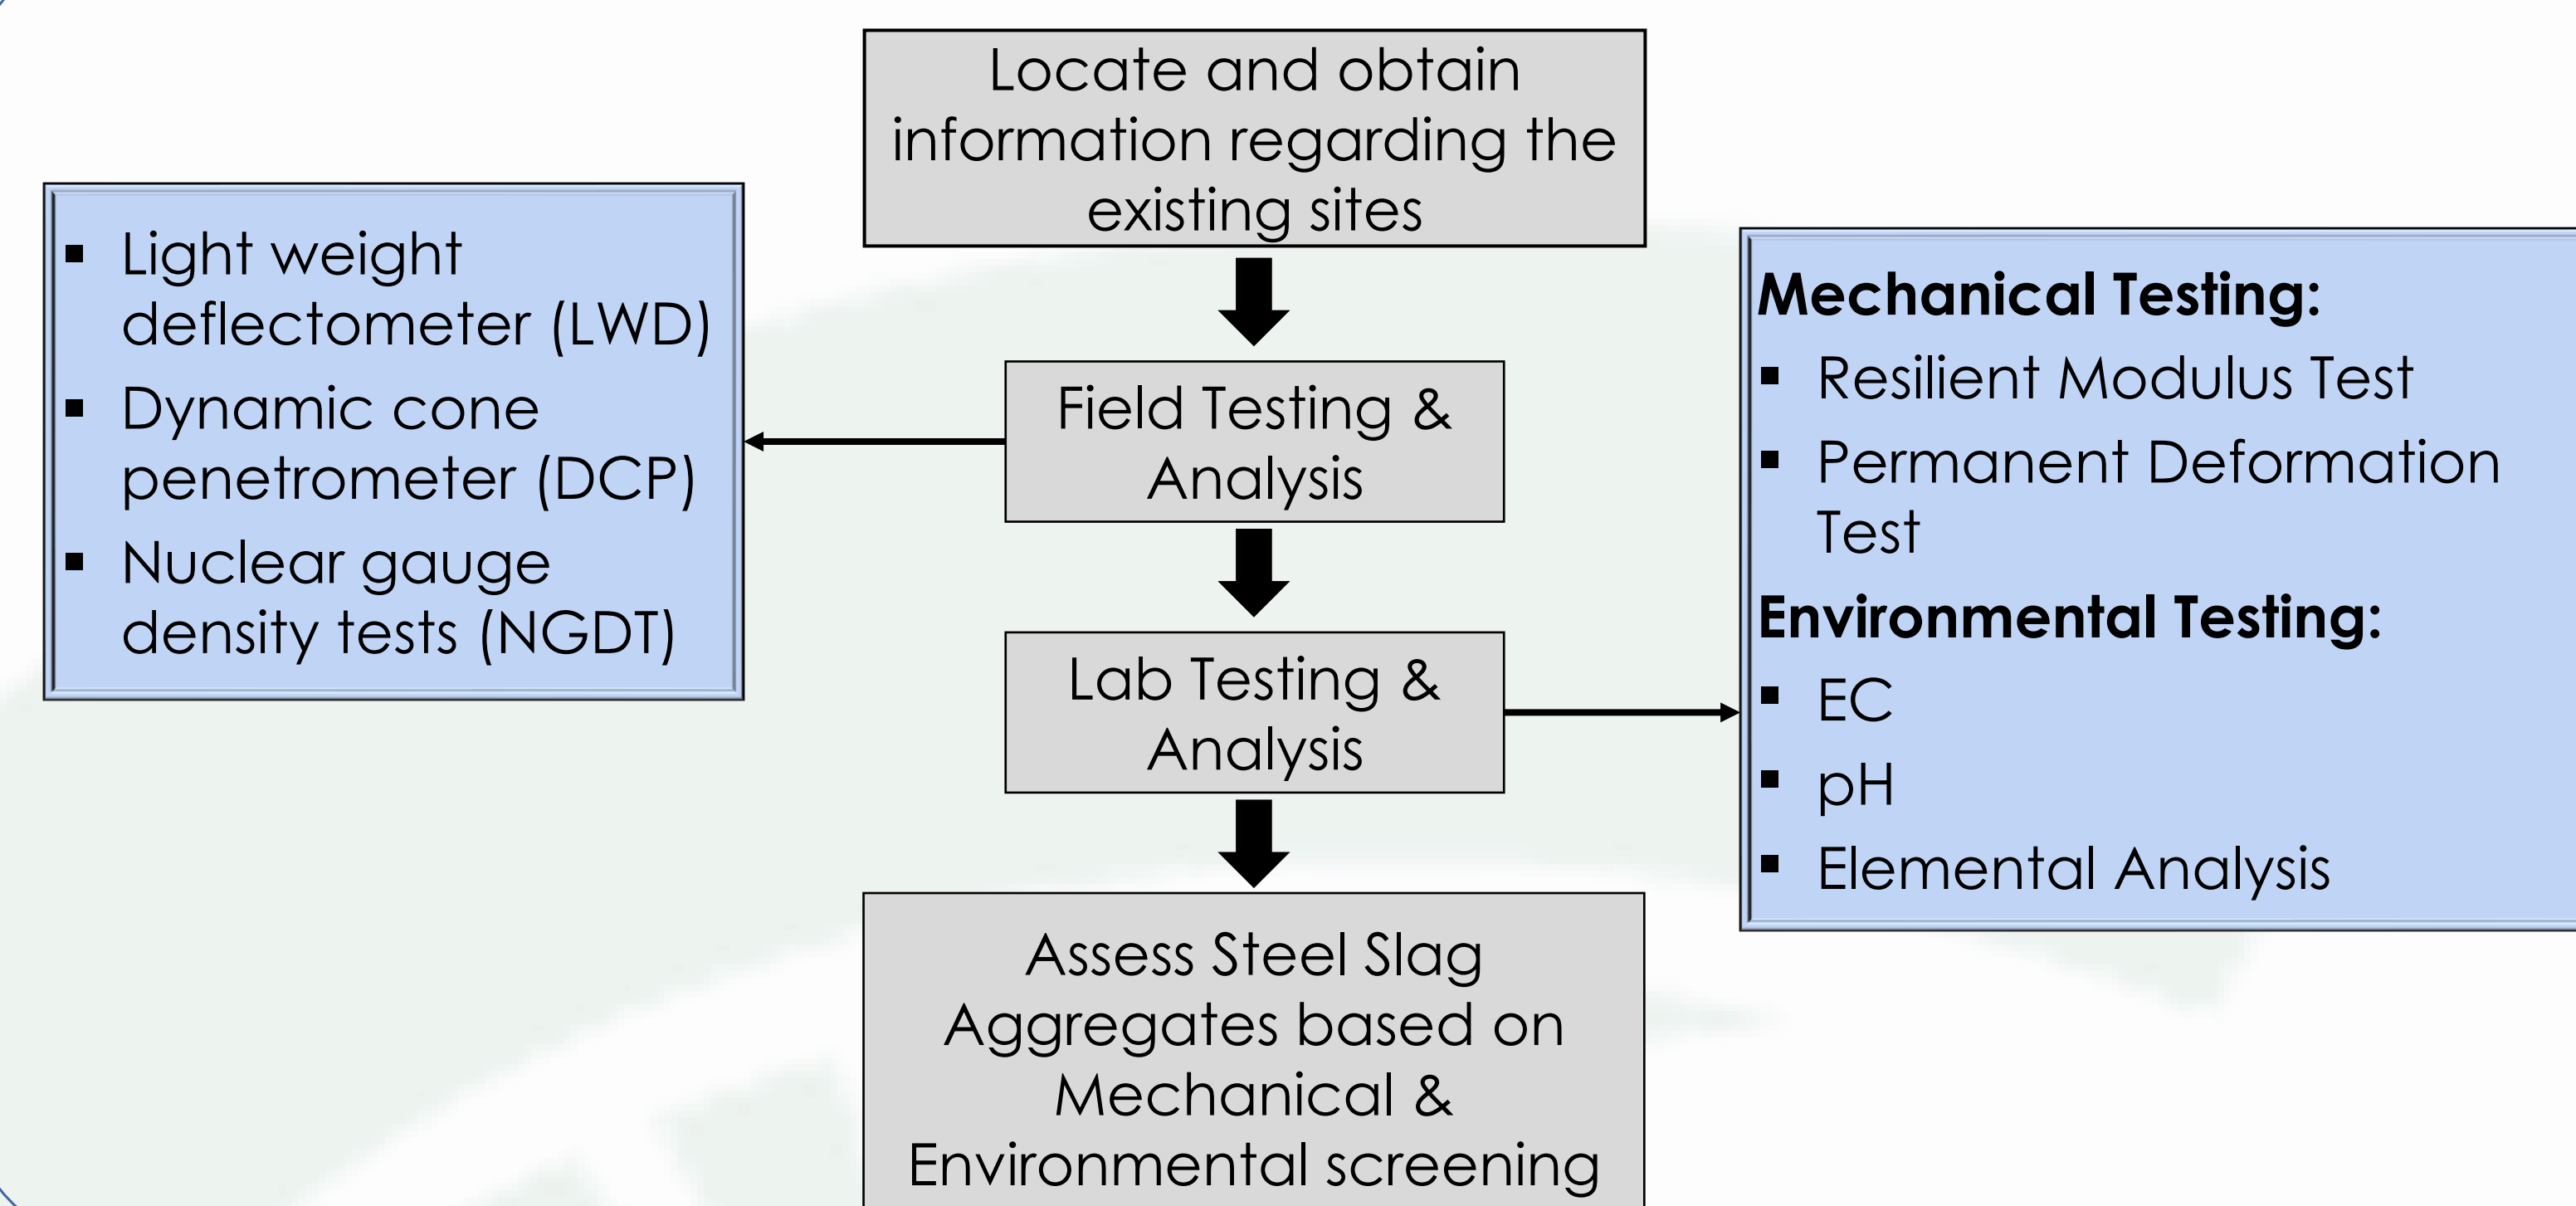 Locate and obtain
information regarding the
existing sites
▪ Light weight
deflectometer (LWD)
▪ Dynamic cone
penetrometer (DCP)
▪ Nuclear gauge
density tests (NGDT)
Field Testing &
Analysis
Lab Testing &
Analysis
Mechanical Testing:
▪ Resilient Modulus Test
▪ Permanent Deformation
Test
Environmental Testing:
▪ EC
▪ pH
▪ Elemental Analysis
Assess Steel Slag
Aggregates based on
Mechanical &
Environmental screening